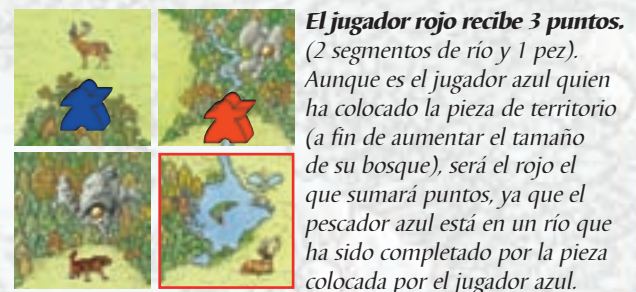 El jugador rojo recibe 3 puntos.
(2 segmentos de río y 1 pez).
Aunque es el jugador azul quien
ha colocado la pieza de territorio
(a fin de aumentar el tamaño
de su bosque), será el rojo el
que sumará puntos, ya que el
pescador azul está en un río que
ha sido completado por la pieza
colocada por el jugador azul.